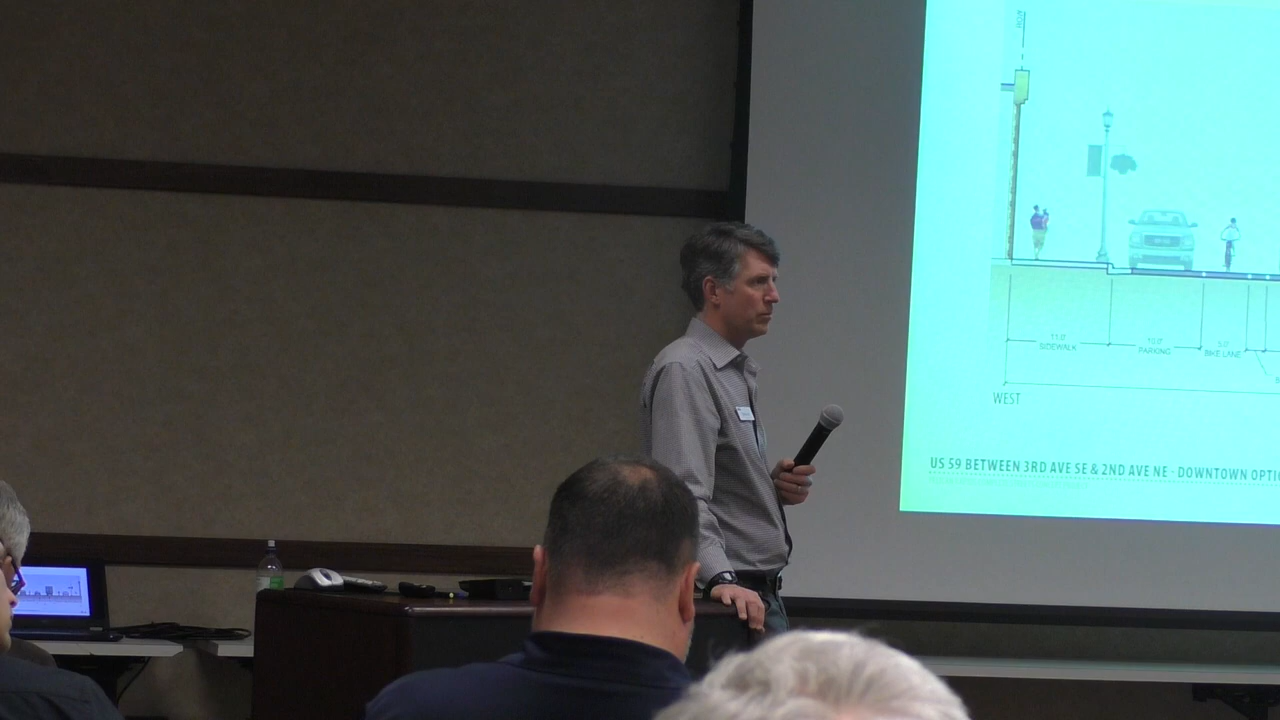 11.0'
SIDEWALK
10.0'
PARKING
5.0'
BIKE LANE
WEST
US 59 BETWEEN 3RD AVE SE & 2ND AVE NE · DOWNTOWN OPTI